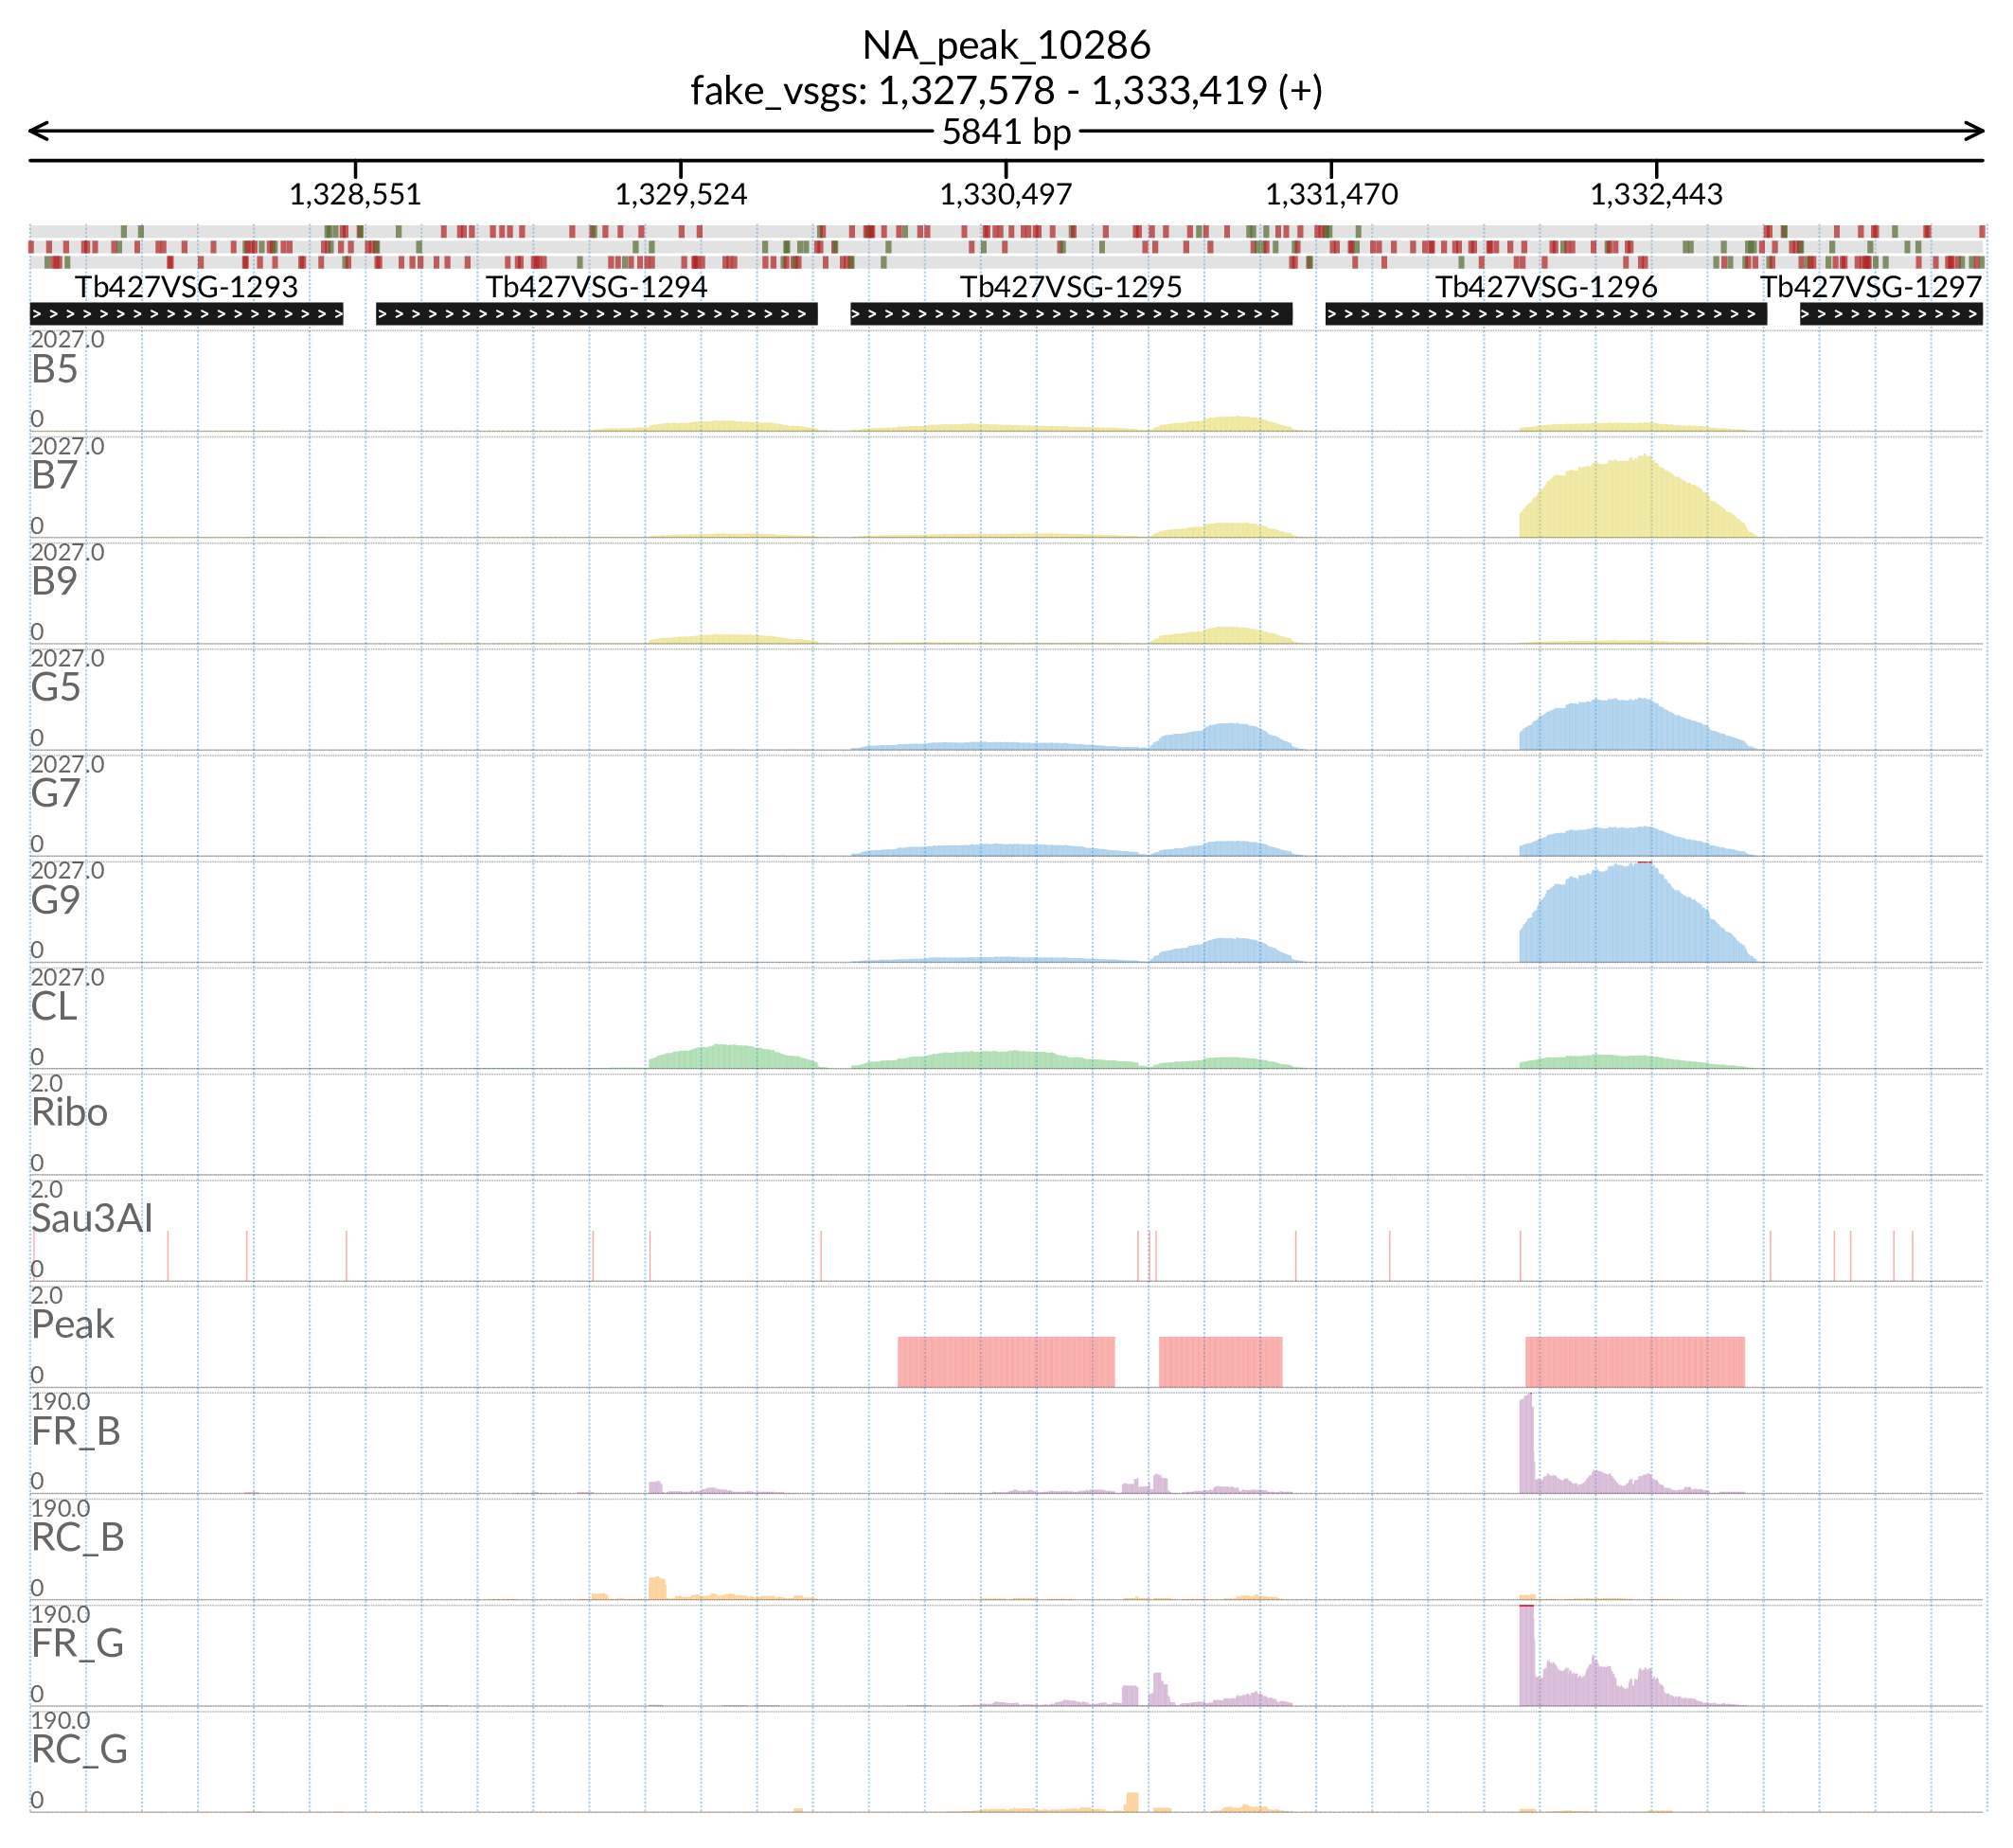 NA_peak_10286
fake_vsgs: 1,327,578 - 1,333,419 (+)
5841 bp
1,328,551 1,329,524 1,330,497 1,331,470 1,332,443
Tb427VSG-1293 Tb427VSG-1294 Tb427VSG-1295 Tb427VSG-1296 Tb427VSG-1297
2027.0
B5
0
2027.0
B7
0
2027.0
B9
0
2027.0
G5
0
2027.0
G7
0
2027.0
G9
0
2027.0
CL
0
2.0
Ribo
0
2.0
Sau3AI
0
2.0
Peak
0
190.0
FR_B
0
190.0
RC_B
0
190.0
FR_G
0
190.0
RC_G
0